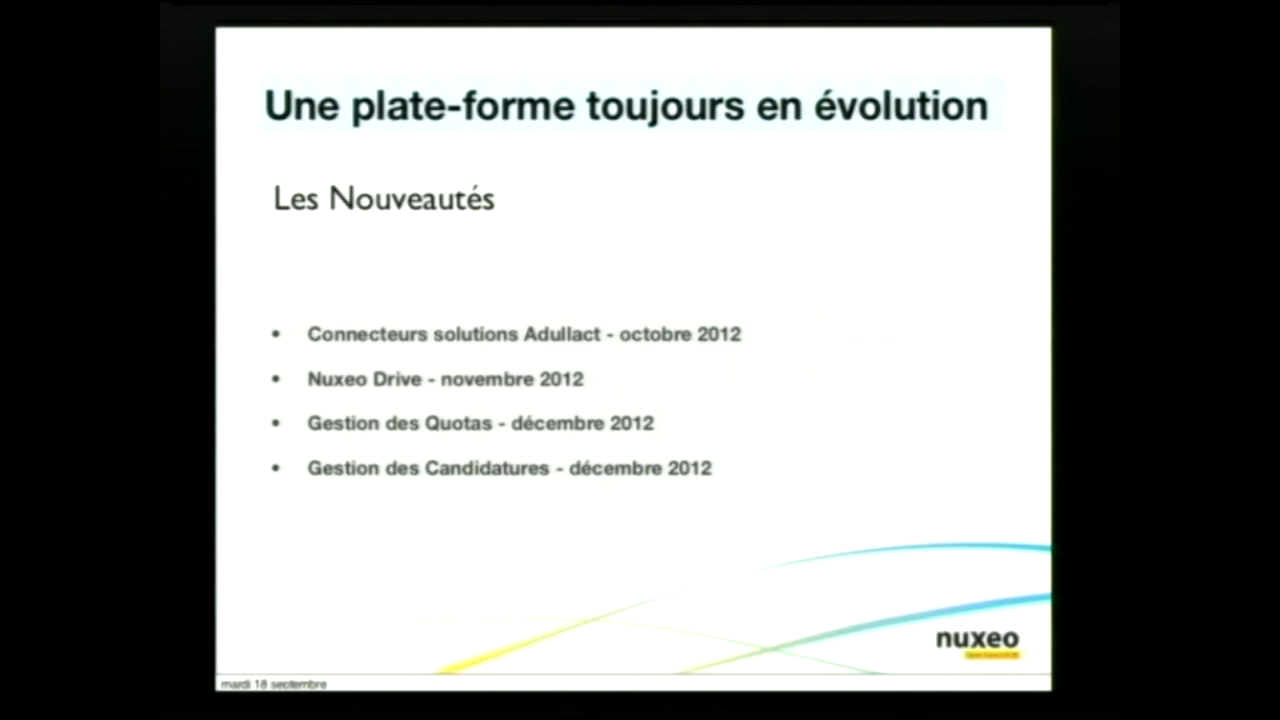 Une plate-forme toujours en évolution
Les Nouveautés
• Connecteurs solutions Adullact - octobre 2012
• Nuxeo Drive - novembre 2012
• Gestion des Quotas - décembre 2012
• Gestion des Candidatures - décembre 2012
nuxeo
mardi 18 septembre